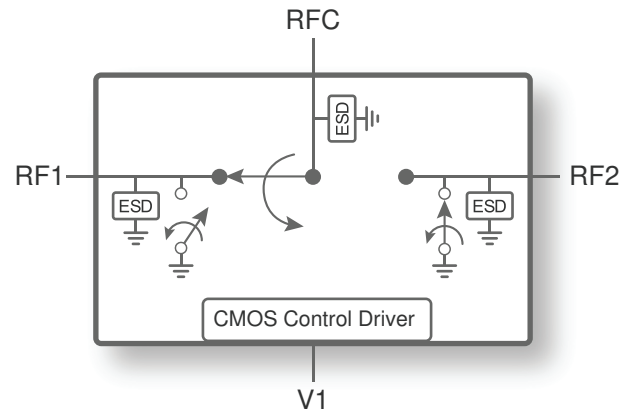 RFC
ESD
RF1
RF2
ESD
ESD
CMOS Control Driver
V1